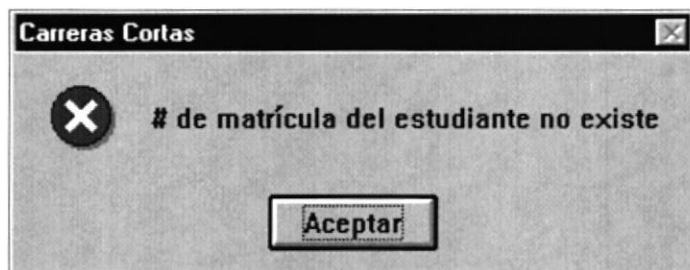 Carreras Cortas
# de matrícula del estudiante no existe
Aceptar